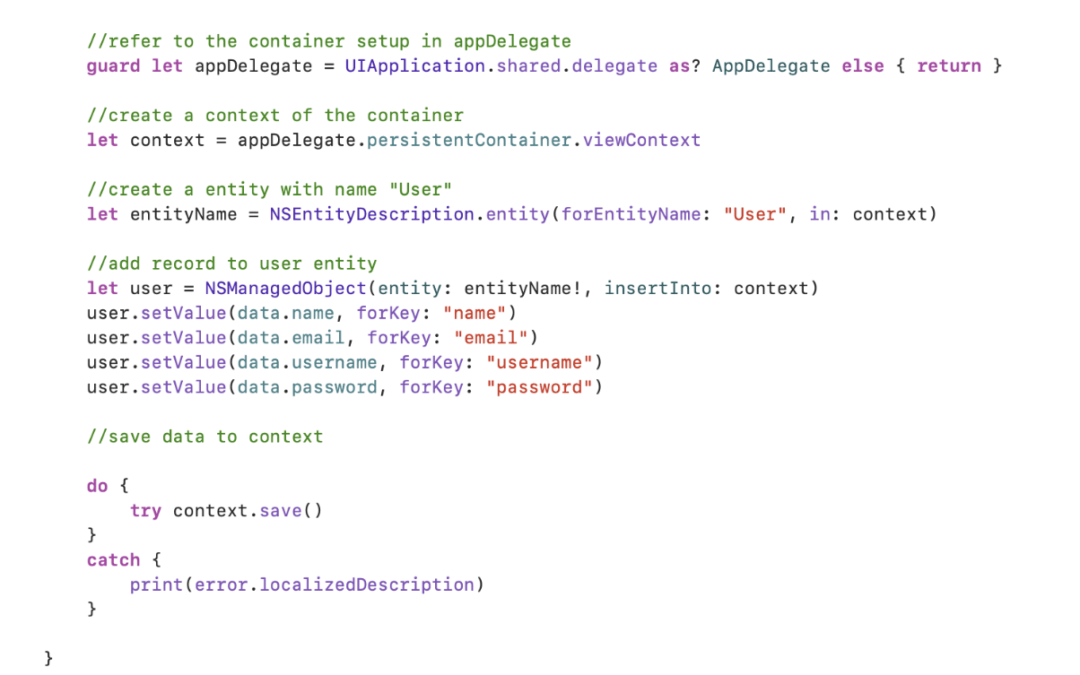 //refer to the container setup in appDelegate
guard let appDelegate = UIApplication.shared.delegate as? AppDelegate else { return }
//create a context of the container
let context = appDelegate.persistentContainer.viewContext
//create a entity with name "User"
let entityName = NSEntityDescription.entity(forEntityName: "User", in: context)
//add record to user entity
let user = NSManagedObject(entity: entityName!, insertInto: context)
user.setValue(data.name, forKey: "name")
user.setValue(data.email, forKey: "email")
user.setValue(data.username, forKey: "username")
user.setValue(data.password, forKey: "password")
//save data to context
do {
try context.save()
}
catch {
print(error.localizedDescription)
}
}